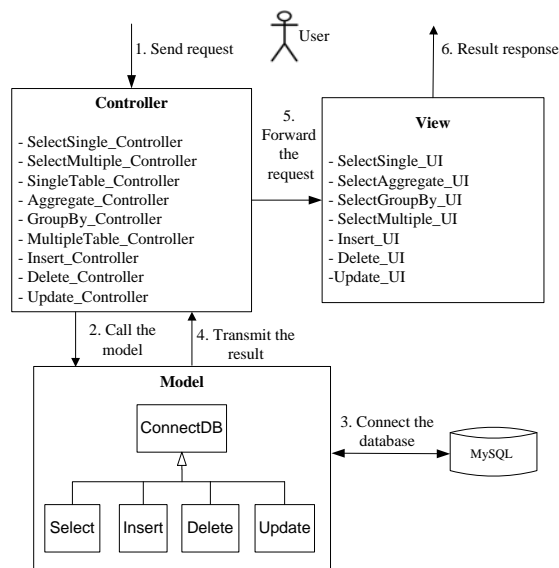 1. Send request
User
6. Result response
Controller
- SelectSingle_Controller
- SelectMultiple_Controller
- SingleTable_Controller
- Aggregate_Controller
- GroupBy_Controller
- MultipleTable_Controller
- Insert_Controller
- Delete_Controller
- Update_Controller
5.
Forward
the
request
View
- SelectSingle_UI
- SelectAggregate_UI
- SelectGroupBy_UI
- SelectMultiple_UI
- Insert_UI
- Delete_UI
-Update_UI
2. Call the
model
4. Transmit the
result
Model
ConnectDB
Select
Insert
Delete
Update
3. Connect the
database
MySQL